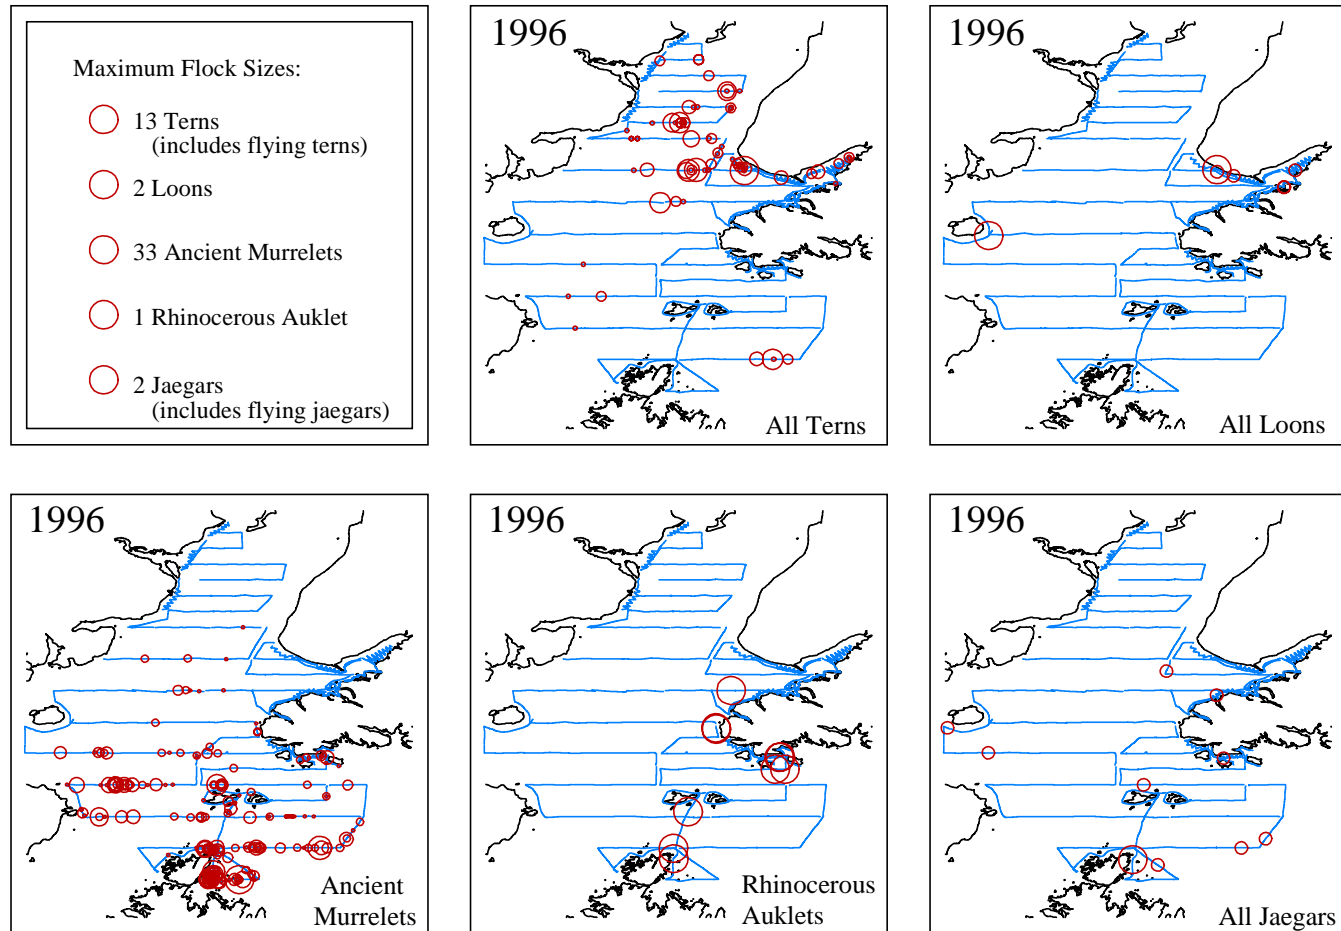 Maximum Flock Sizes:
13 Terns
(includes flying terns)
2 Loons
33 Ancient Murrelets
1 Rhinocerous Auklet
2 Jaegars
(includes flying jaegars)
1996
All Terns
1996
All Loons
1996
Ancient
Murrelets
1996
Rhinocerous
Auklets
1996
All Jaegars